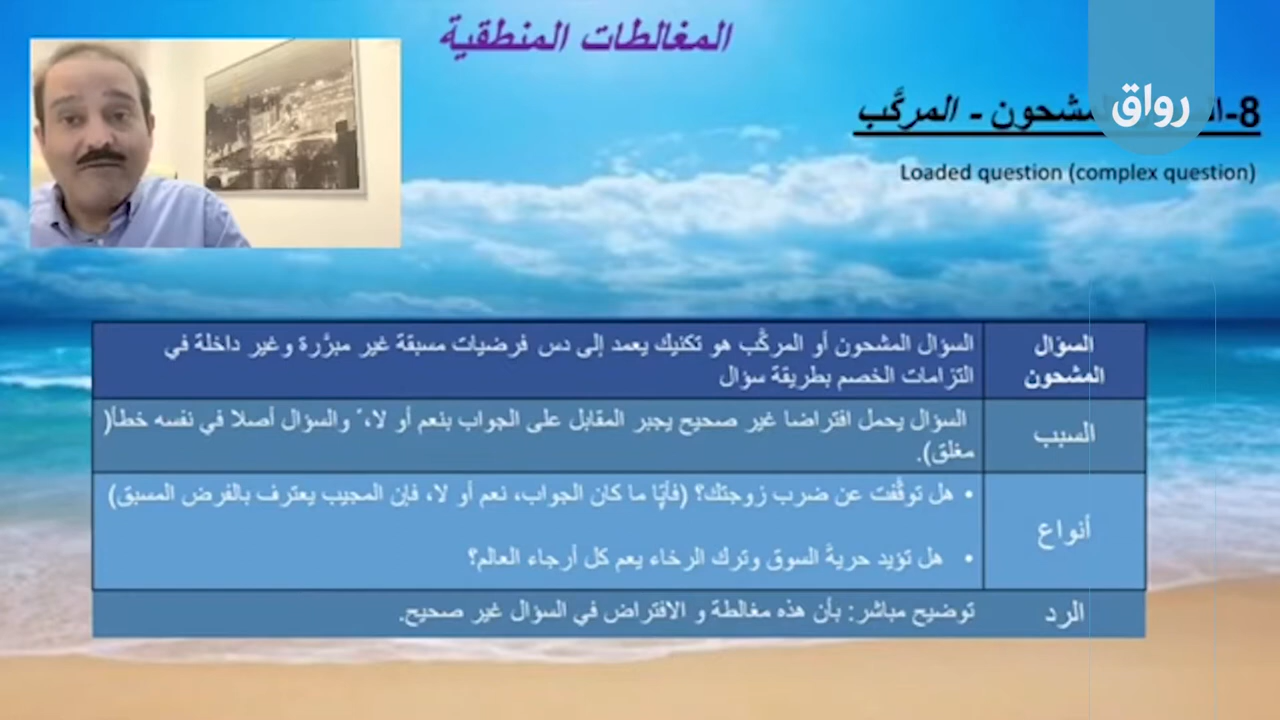 المغالطات المنطقية
رواق
8- المشحون - المركَّب
Loaded question (complex question)
السؤال المشحون
السؤال المشحون أو المركَّب هو تكنيك يعمد إلى دس فرضيات مسبقة غير مبرَّرة وغير داخلة في
التزامات الخصم بطريقة سؤال
السبب
السؤال يحمل افتراضا غير صحيح يجبر المقابل على الجواب بنعم أو لا،ً والسؤال أصلا في نفسه خطأ(
مغلق).
أنواع
• هل توقَّفت عن ضرب زوجتك؟ (فأيًّا ما كان الجواب، نعم أو لا، فإن المجيب يعترف بالفرض المسبق)
• هل تؤيد حريةَ السوق وترك الرخاء يعم كل أرجاء العالم؟
الرد
توضيح مباشر: بأن هذه مغالطة و الافتراض في السؤال غير صحيح.